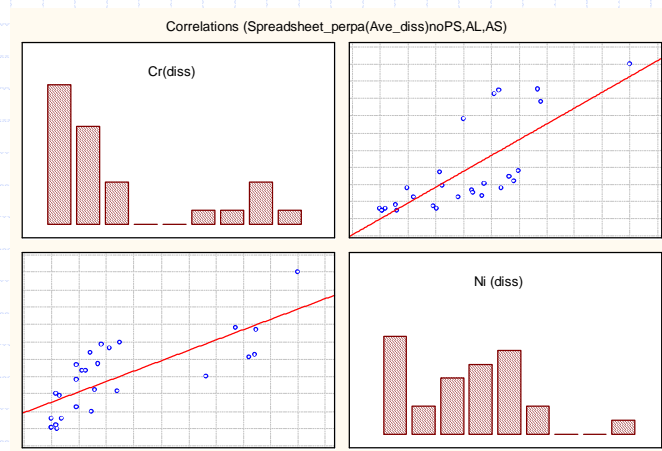 Correlations (Spreadsheet_perpa(Ave_diss)noPS,AL,AS)
Cr(diss)
Ni (diss)